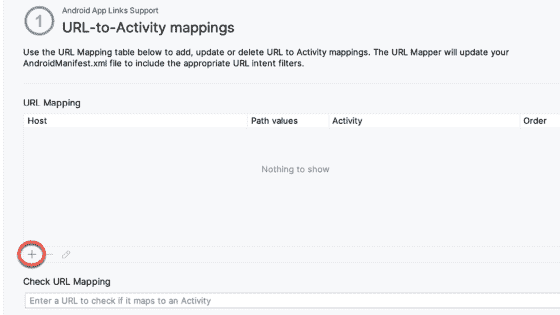 1
Android App Links Support
URL-to-Activity mappings
Use the URL Mapping table below to add, update or delete URL to Activity mappings. The URL Mapper will update your
AndroidManifest.xml file to include the appropriate URL intent filters.
URL Mapping
Host Path values Activity Order
Nothing to show
Check URL Mapping
Enter a URL to check if it maps to an Activity